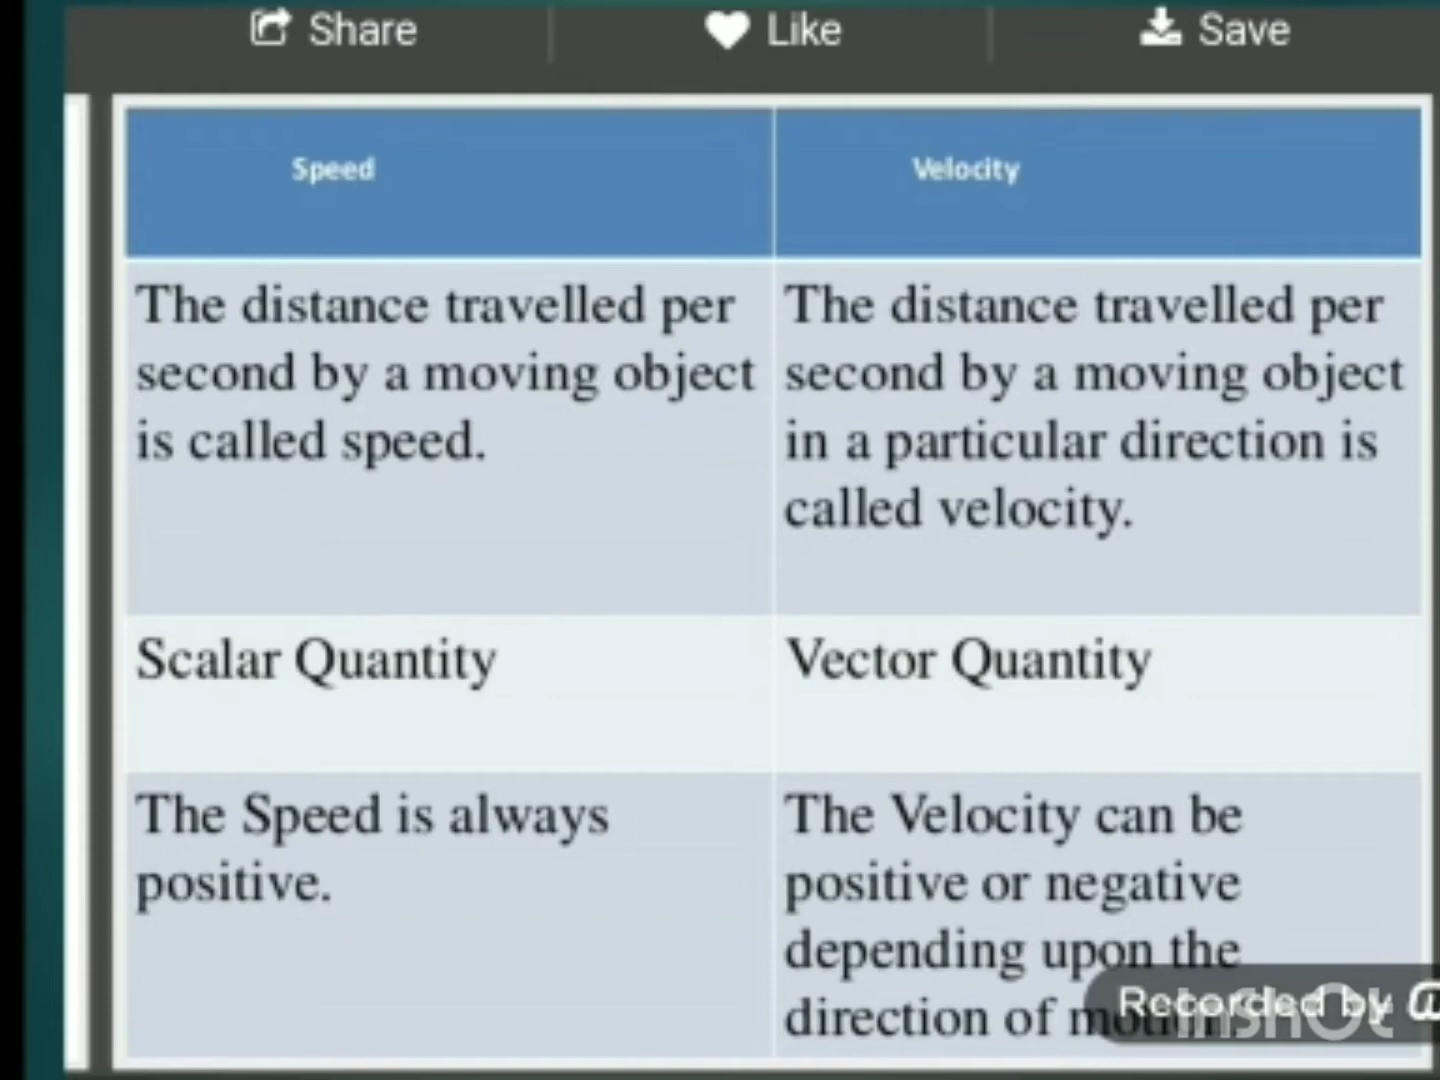 Share Like Save
Speed Velocity
The distance travelled per
second by a moving object
is called speed.
The distance travelled per
second by a moving object
in a particular direction is
called velocity.
Scalar Quantity
Vector Quantity
The Speed is always
positive.
The Velocity can be
positive or negative
depending upon the
direction of motion.
Recorded by @
InShOt